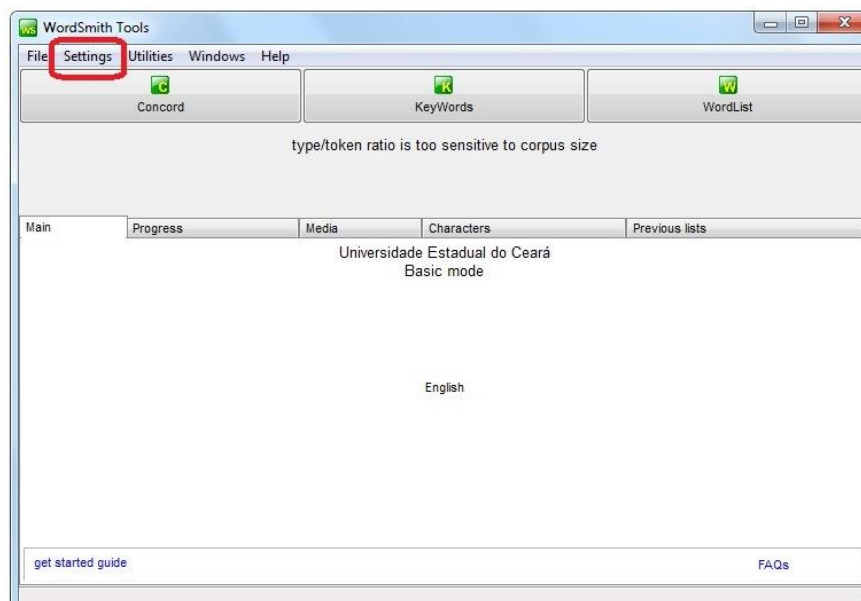 WS WordSmith Tools
File Settings Utilities Windows Help
C K W
Concord KeyWords WordList
type/token ratio is too sensitive to corpus size
Main Progress Media Characters Previous lists
Universidade Estadual do Ceará
Basic mode
English
get started guide FAQs